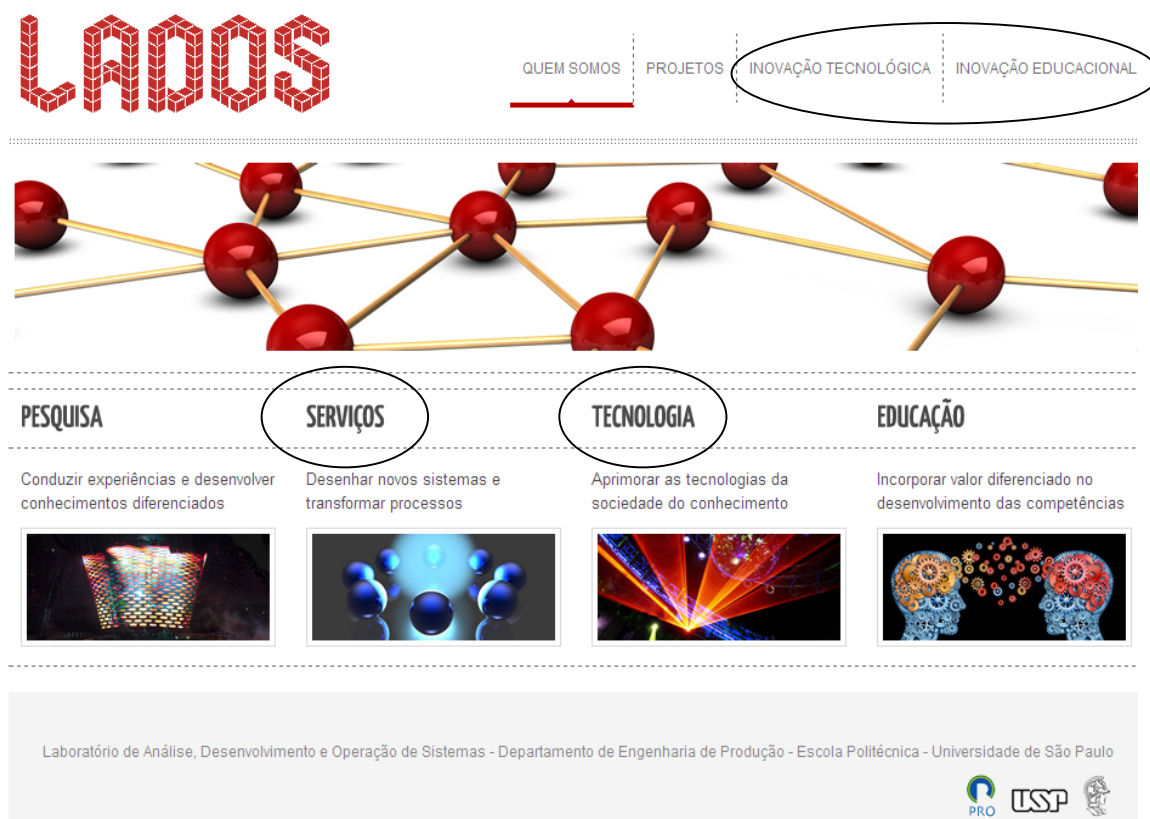 LADOS
QUEM SOMOS PROJETOS INOVAÇÃO TECNOLÓGICA INOVAÇÃO EDUCACIONAL
PESQUISA
Conduzir experiências e desenvolver
conhecimentos diferenciados
SERVIÇOS
Desenhar novos sistemas e
transformar processos
TECNOLOGIA
Aprimorar as tecnologias da
sociedade do conhecimento
EDUCAÇÃO
Incorporar valor diferenciado no
desenvolvimento das competências
Laboratório de Análise, Desenvolvimento e Operação de Sistemas - Departamento de Engenharia de Produção - Escola Politécnica - Universidade de São Paulo
PRO USP